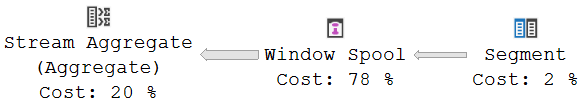 Stream Aggregate
(Aggregate)
Cost: 20 %
Window Spool
Cost: 78 %
Segment
Cost: 2 %